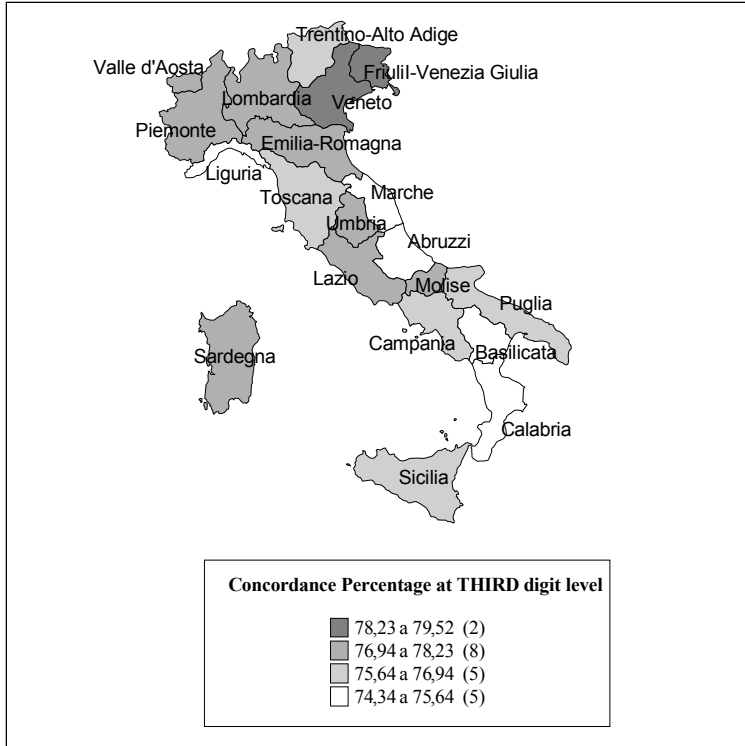 Trentino-Alto Adige
Valle d'Aosta
FriuliI-Venezia Giulia
Lombardia
Veneto
Piemonte
Emilia-Romagna
Liguria
Toscana
Marche
Umbria
Abruzzi
Lazio
Molise
Puglia
Campania
Basilicata
Sardegna
Calabria
Sicilia
Concordance Percentage at THIRD digit level
78,23 a 79,52 (2)
76,94 a 78,23 (8)
75,64 a 76,94 (5)
74,34 a 75,64 (5)